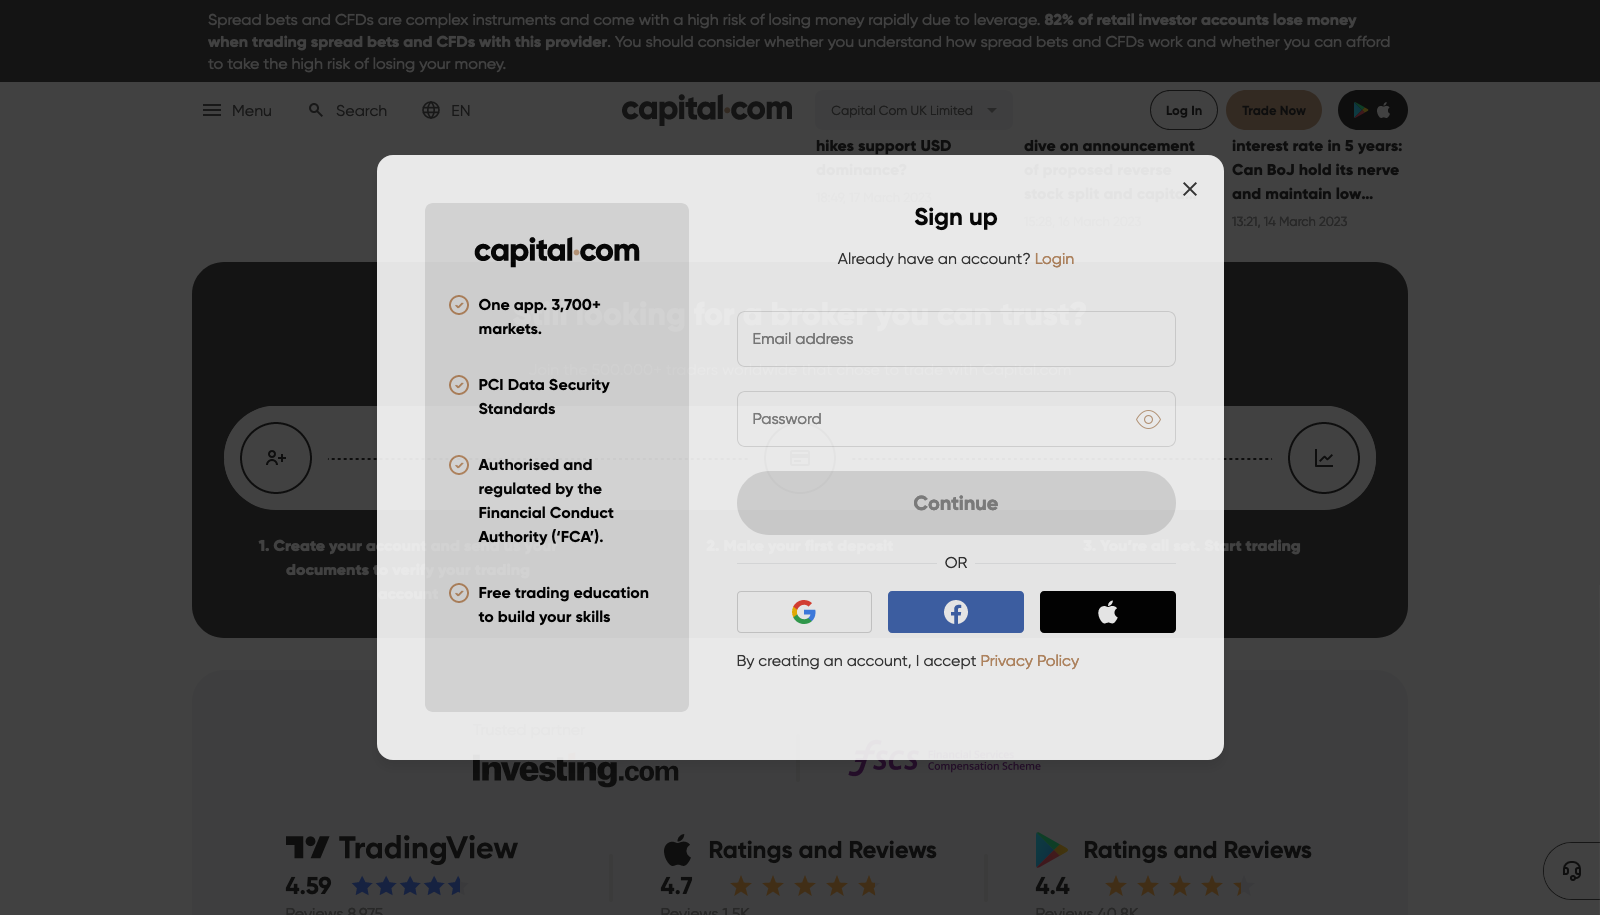 Spread bets and CFDs are complex instruments and come with a high risk of losing money rapidly due to leverage. 82% of retail investor accounts lose money
when trading spread bets and CFDs with this provider. You should consider whether you understand how spread bets and CFDs work and whether you can afford
to take the high risk of losing your money.
Menu
Search
EN
capital.com
Capital Com UK Limited
Log In
Trade Now
hikes support USD
dominance?
dive on announcement
of proposed reverse
stock split and capital
interest rate in 5 years:
Can BoJ hold its nerve
and maintain low...
13:21, 14 March 2023
capital.com
One app. 3,700+
markets.
PCI Data Security
Standards
Authorised and
regulated by the
Financial Conduct
Authority (‘FCA’).
Free trading education
to build your skills
Sign up
Already have an account? Login
Email address
Password
Continue
OR
By creating an account, I accept Privacy Policy
looking for a broker you can trust?
1. Create your account and send us your
documents to verify your trading
account
2. Make your first deposit
3. You're all set. Start trading
Investing.com
fscs
Compensation Scheme
TradingView
4.59
Reviews 8,975
Ratings and Reviews
4.7
Reviews 1.5K
Ratings and Reviews
4.4
Reviews 40.8K